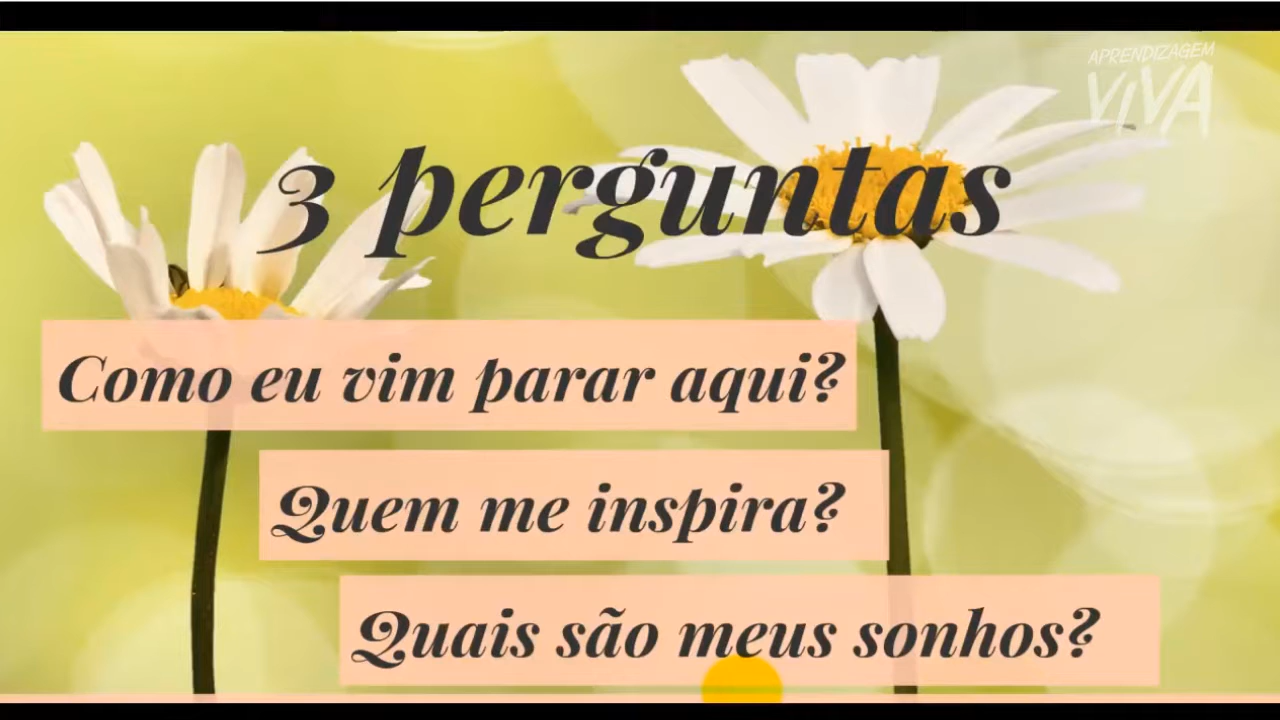 APRENDIZAGEM
VIVA
3 perguntas
Como eu vim parar aqui?
Quem me inspira?
Quais são meus sonhos?